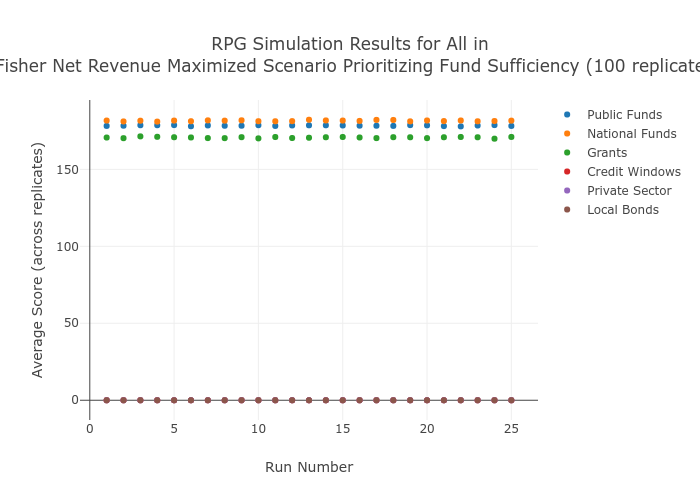 RPG Simulation Results for All in
Fisher Net Revenue Maximized Scenario Prioritizing Fund Sufficiency (100 replicate
Average Score (across replicates)
150
100
50
0
0 5 10 15 20 25
Run Number
Public Funds
National Funds
Grants
Credit Windows
Private Sector
Local Bonds